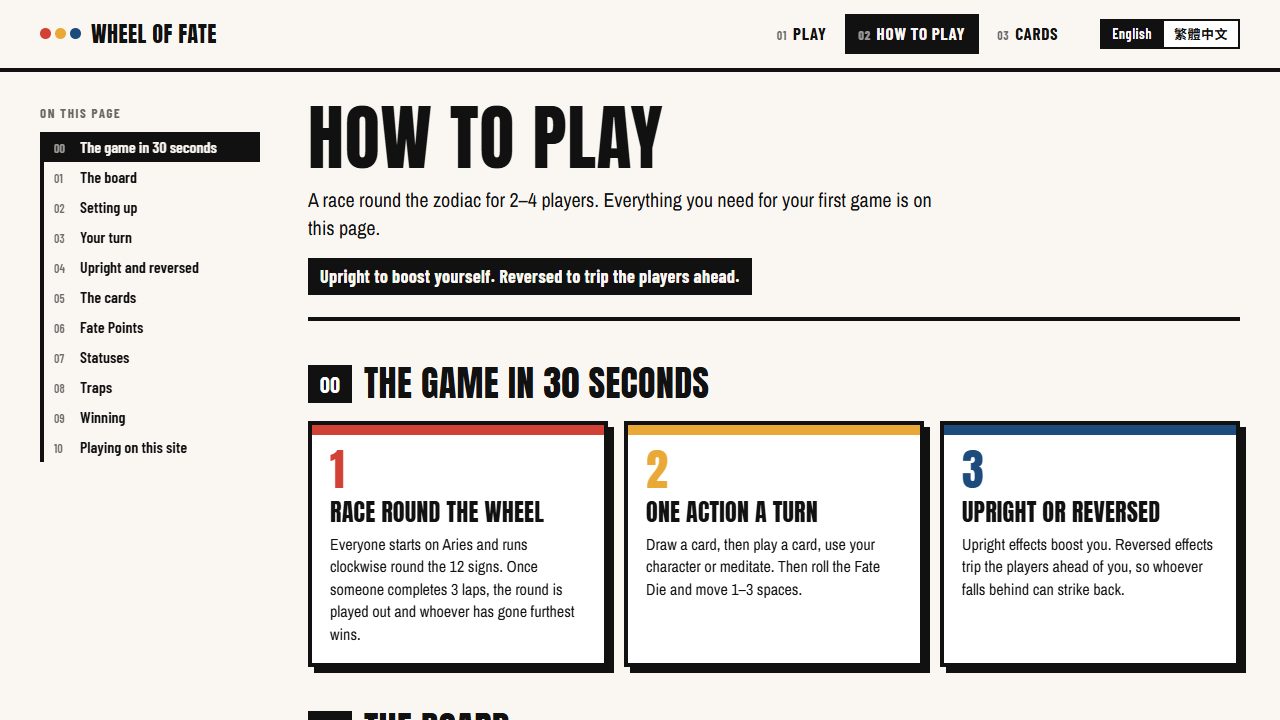 WHEEL OF FATE
01 PLAY
02 HOW TO PLAY
03 CARDS
English
繁體中文
ON THIS PAGE
00 The game in 30 seconds
01 The board
02 Setting up
03 Your turn
04 Upright and reversed
05 The cards
06 Fate Points
07 Statuses
08 Traps
09 Winning
10 Playing on this site
HOW TO PLAY
A race round the zodiac for 2–4 players. Everything you need for your first game is on
this page.
Upright to boost yourself. Reversed to trip the players ahead.
00 THE GAME IN 30 SECONDS
1
RACE ROUND THE WHEEL
Everyone starts on Aries and runs
clockwise round the 12 signs. Once
someone completes 3 laps, the round is
played out and whoever has gone furthest
wins.
2
ONE ACTION A TURN
Draw a card, then play a card, use your
character or meditate. Then roll the Fate
Die and move 1–3 spaces.
3
UPRIGHT OR REVERSED
Upright effects boost you. Reversed effects
trip the players ahead of you, so whoever
falls behind can strike back.
THE BOARD